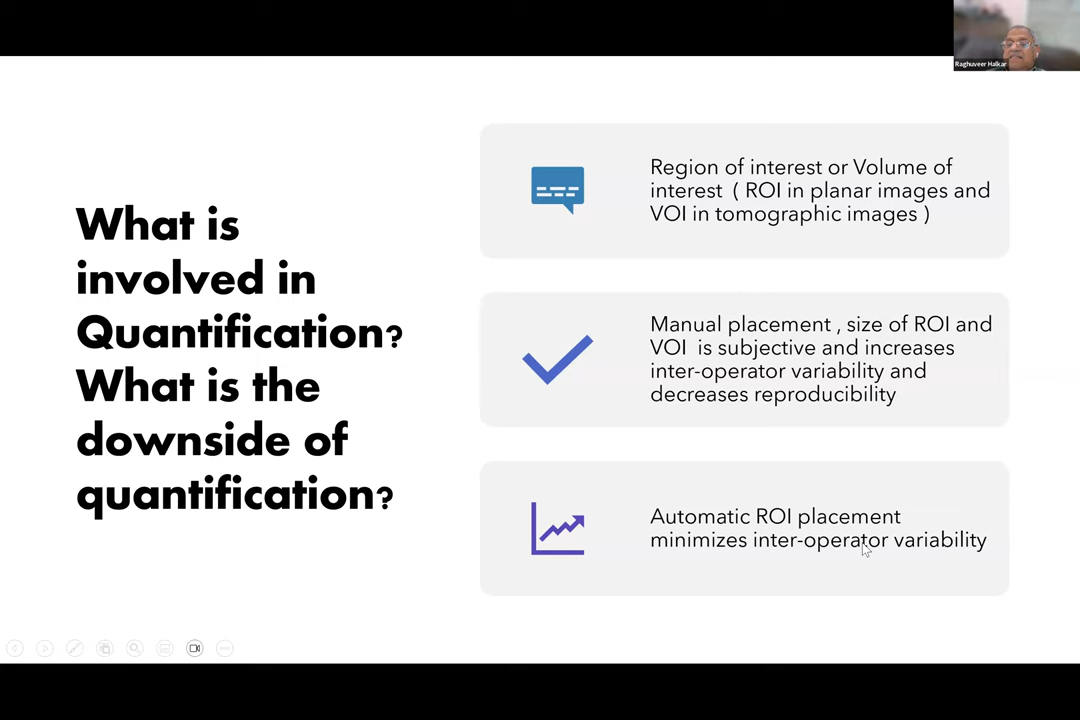 Raghuveer Halkar
What is
involved in
Quantification?
What is the
downside of
quantification?
Region of interest or Volume of
interest ( ROI in planar images and
VOI in tomographic images )
Manual placement , size of ROI and
VOI is subjective and increases
inter-operator variability and
decreases reproducibility
Automatic ROI placement
minimizes inter-operator variability